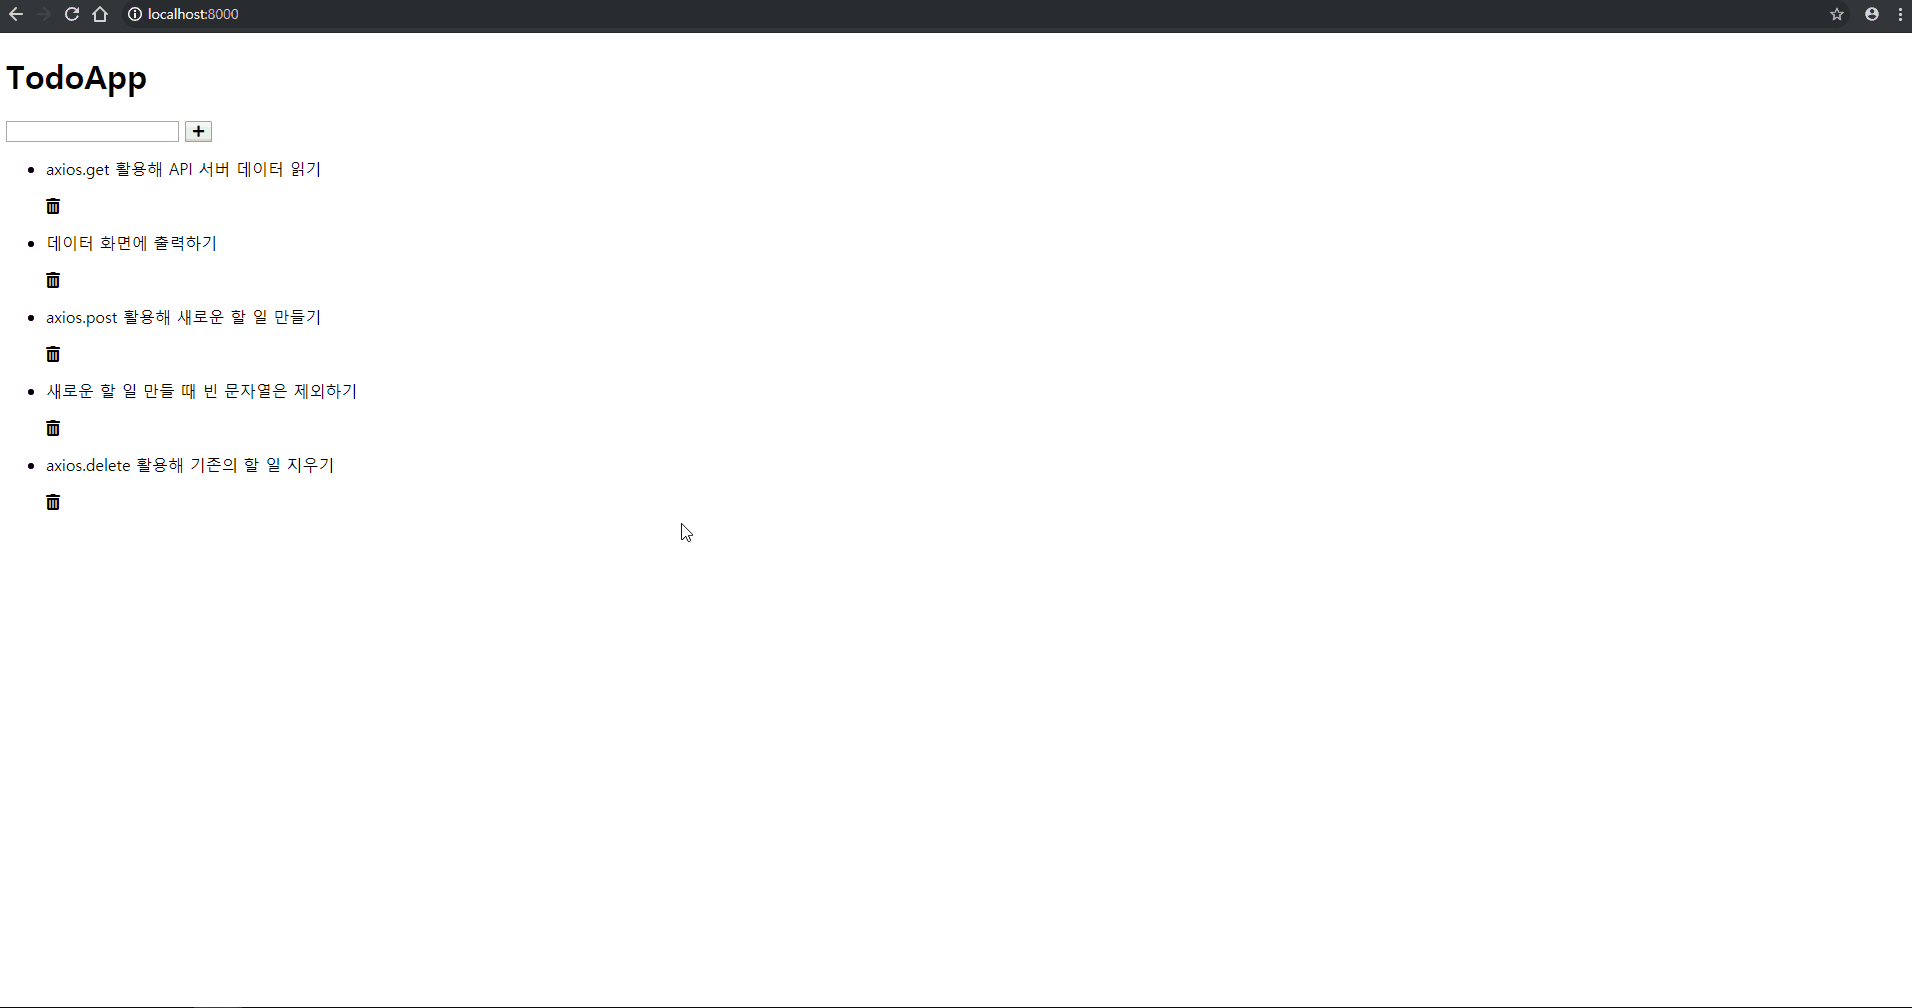 localhost:8000
TodoApp
axios.get 활용해 API 서버 데이터 읽기
데이터 화면에 출력하기
axios.post 활용해 새로운 할 일 만들기
새로운 할 일 만들 때 빈 문자열은 제외하기
axios.delete 활용해 기존의 할 일 지우기